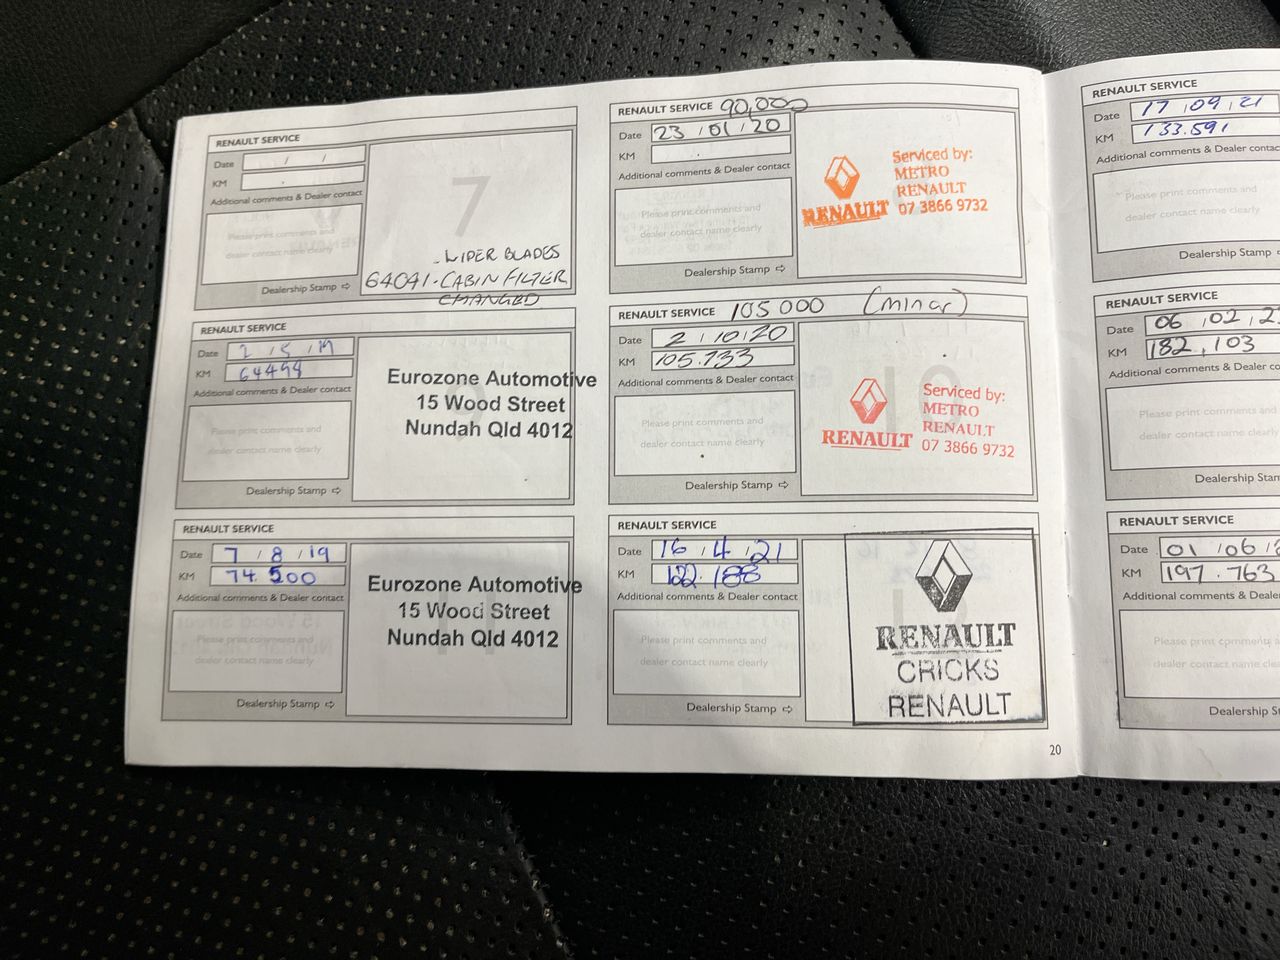 RENAULT SERVICE
Date / /
KM .
Additional comments & Dealer contact
Please print comments and
dealer contact name clearly
Dealership Stamp ⇨
7
- WIPER BLADES
64041 - CABIN FILTER
CHANGED
RENAULT SERVICE
Date 2 / 5 / 19
KM 64498
Additional comments & Dealer contact
Please print comments and
dealer contact name clearly
Dealership Stamp ⇨
Eurozone Automotive
15 Wood Street
Nundah Qld 4012
RENAULT SERVICE
Date 7 / 8 / 19
KM 74.500
Additional comments & Dealer contact
Please print comments and
dealer contact name clearly
Dealership Stamp ⇨
Eurozone Automotive
15 Wood Street
Nundah Qld 4012
RENAULT SERVICE 90,000
Date 23 / 01 / 20
KM .
Additional comments & Dealer contact
Please print comments and
dealer contact name clearly
Dealership Stamp ⇨
RENAULT
Serviced by:
METRO
RENAULT
07 3866 9732
RENAULT SERVICE 105 000 (minor)
Date 2 / 10 / 20
KM 105.733
Additional comments & Dealer contact
Please print comments and
dealer contact name clearly
Dealership Stamp ⇨
RENAULT
Serviced by:
METRO
RENAULT
07 3866 9732
RENAULT SERVICE
Date 16 / 4 / 21
KM 122.188
Additional comments & Dealer contact
Please print comments and
dealer contact name clearly
Dealership Stamp ⇨
RENAULT
CRICKS
RENAULT
20
RENAULT SERVICE
Date 17 / 09 / 21
KM 133.591
Additional comments & Dealer
Please print comments and
dealer contact name clearly
Dealership
RENAULT SERVICE
Date 06 / 02 / 2
KM 182,103
Additional comments & Dealer
Please print comments and
dealer contact name
Dealership
RENAULT SERVICE
Date 01 / 06 /
KM 197.763
Additional comments &
Please print comments
dealer contact name
Dealership